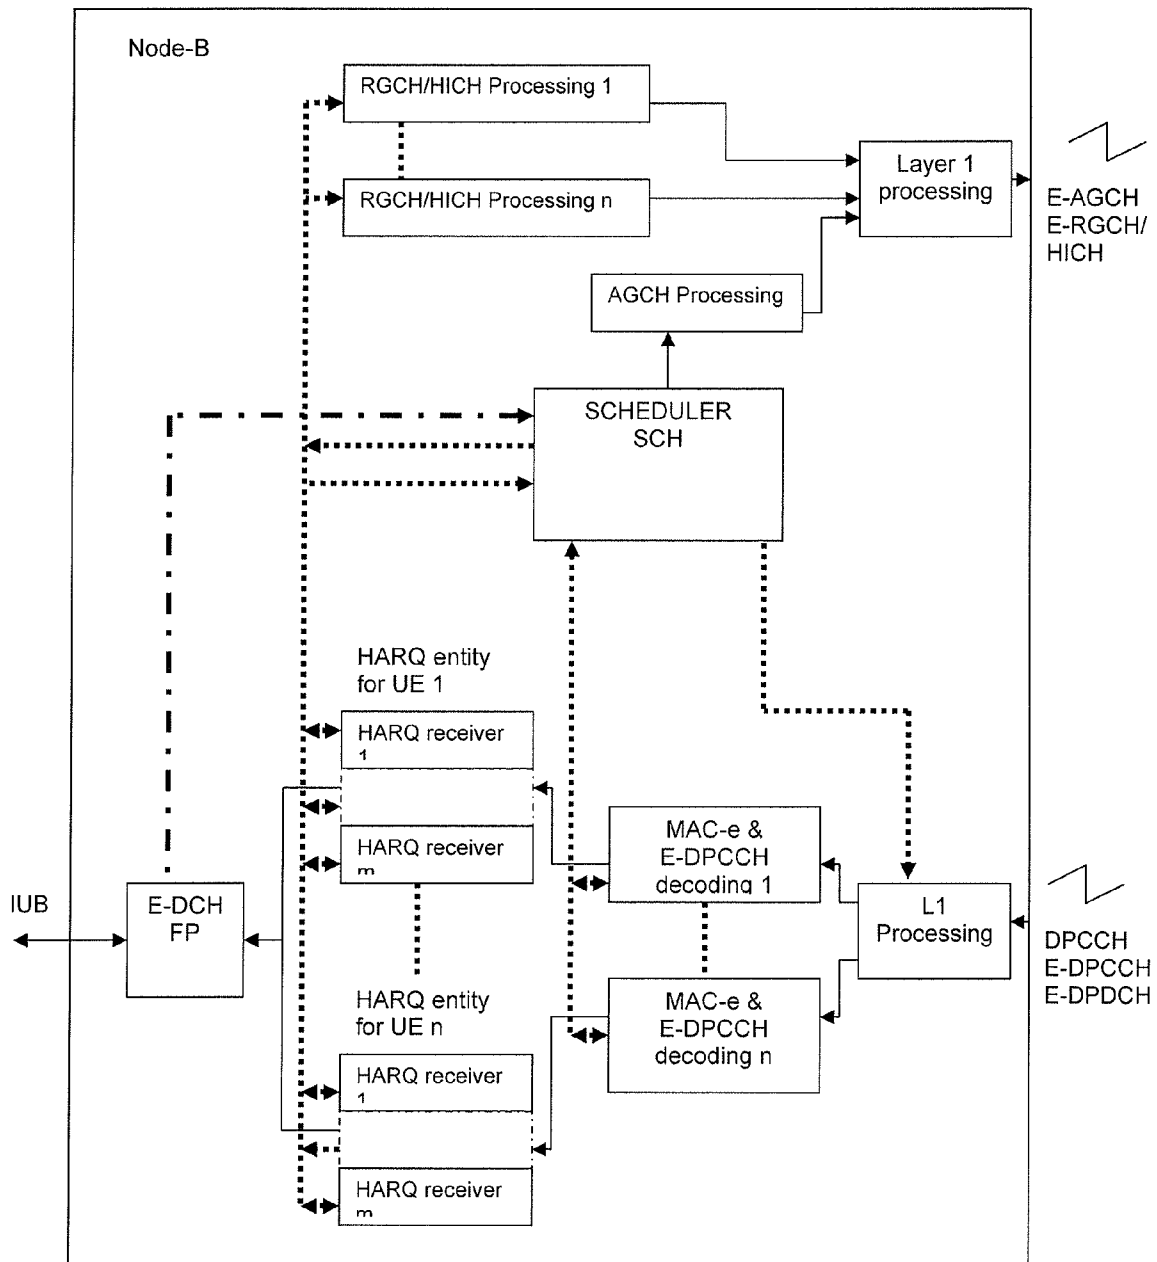 Node-B
RGCH/HICH Processing 1
RGCH/HICH Processing n
Layer 1
processing
E-AGCH
E-RGCH/
HICH
AGCH Processing
SCHEDULER
SCH
HARQ entity
for UE 1
HARQ receiver
1
HARQ receiver
m
MAC-e &
E-DPCCH
decoding 1
L1
Processing
DPCCH
E-DPCCH
E-DPDCH
IUB
E-DCH
FP
HARQ entity
for UE n
MAC-e &
E-DPCCH
decoding n
HARQ receiver
1
HARQ receiver
m